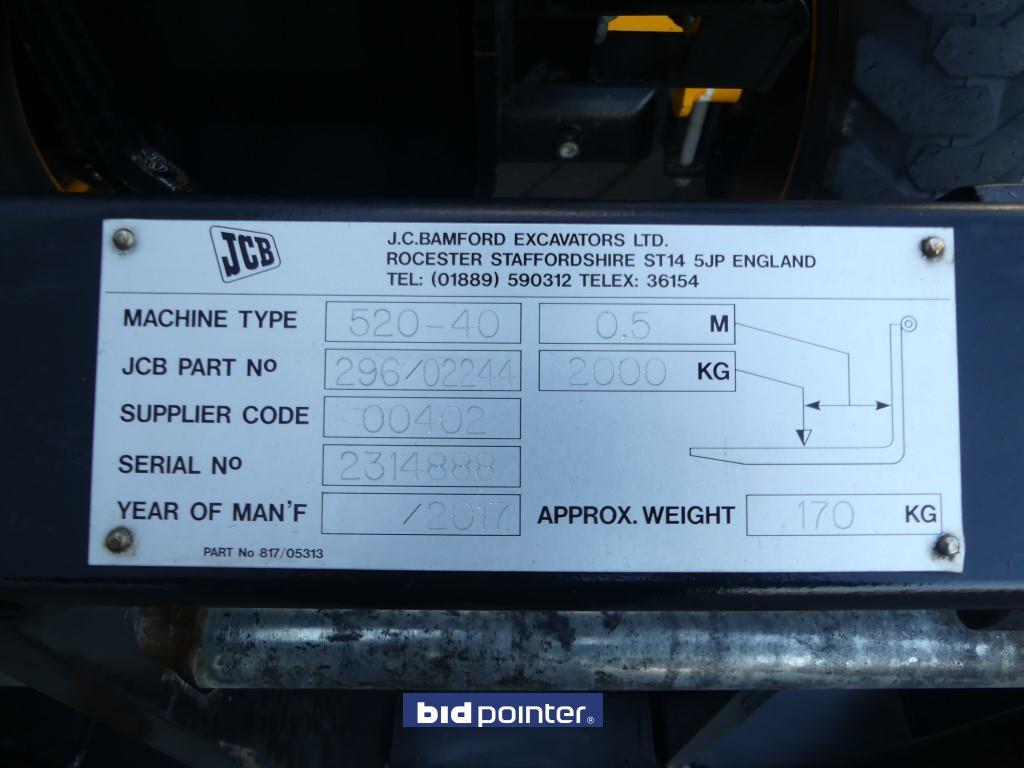 JCB
J.C.BAMFORD EXCAVATORS LTD.
ROCESTER STAFFORDSHIRE ST14 5JP ENGLAND
TEL: (01889) 590312 TELEX: 36154
MACHINE TYPE 520-40 0.5 M
JCB PART No 296/02244 2000 KG
SUPPLIER CODE 00402
SERIAL No 2314888
YEAR OF MAN'F /2017 APPROX. WEIGHT 170 KG
PART No 817/05313
bidpointer®